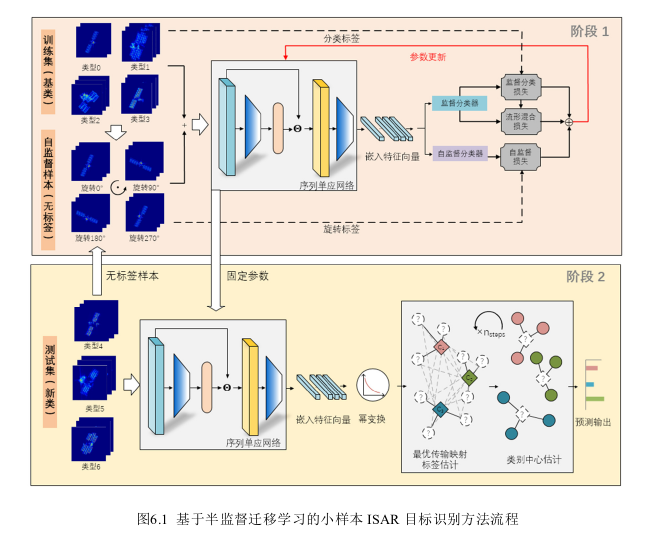 阶段 1
训练集（基类）
类型0
类型1
类型2
类型3
自监督样本（无标签）
旋转0°
旋转90°
旋转180°
旋转270°
分类标签
参数更新
+
Θ
序列单应网络
嵌入特征向量
监督分类器
自监督分类器
监督分类
损失
流形混合
损失
自监督
损失
旋转标签
无标签样本
固定参数
阶段 2
测试集（新类）
类型4
类型5
类型6
Θ
序列单应网络
嵌入特征向量
幂变换
×nsteps
?
?
?
?
?
?
?
?
?
?
?
?
最优传输映射
标签估计
类别中心估计
预测输出
图6.1 基于半监督迁移学习的小样本 ISAR 目标识别方法流程